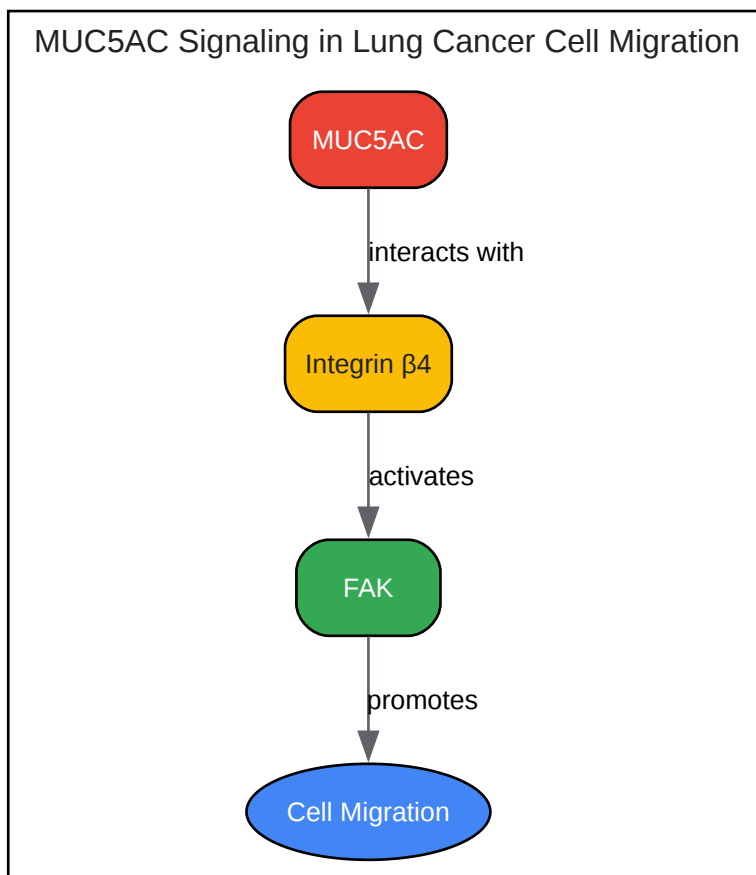 MUC5AC Signaling in Lung Cancer Cell Migration
MUC5AC
interacts with
Integrin β4
activates
FAK
promotes
Cell Migration